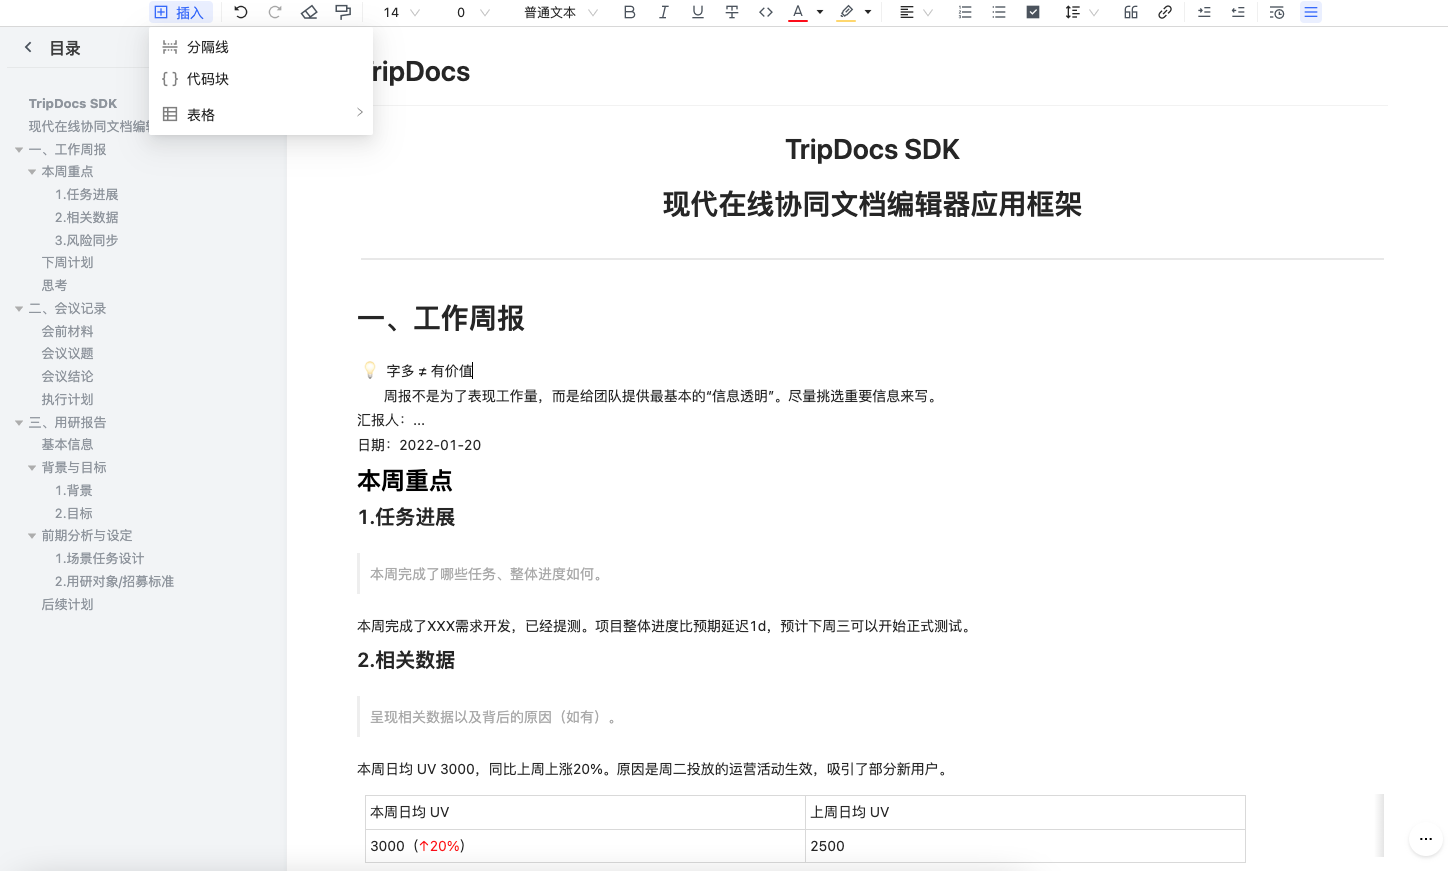 插入
14
0
普通文本
B
I
U
T
A
分隔线
代码块
表格
目录
TripDocs SDK
一、工作周报
本周重点
1.任务进展
2.相关数据
3.风险同步
下周计划
思考
二、会议记录
会前材料
会议议题
会议结论
执行计划
三、用研报告
基本信息
背景与目标
1.背景
2.目标
前期分析与设定
1.场景任务设计
2.用研对象/招募标准
后续计划
ripDocs
TripDocs SDK
现代在线协同文档编辑器应用框架
一、工作周报
字多 ≠ 有价值
周报不是为了表现工作量，而是给团队提供最基本的“信息透明”。尽量挑选重要信息来写。
汇报人：...
日期：2022-01-20
本周重点
1.任务进展
本周完成了哪些任务、整体进度如何。
本周完成了XXX需求开发，已经提测。项目整体进度比预期延迟1d，预计下周三可以开始正式测试。
2.相关数据
呈现相关数据以及背后的原因（如有）。
本周日均 UV 3000，同比上周上涨20%。原因是周二投放的运营活动生效，吸引了部分新用户。
本周日均 UV
上周日均 UV
3000（↑20%）
2500